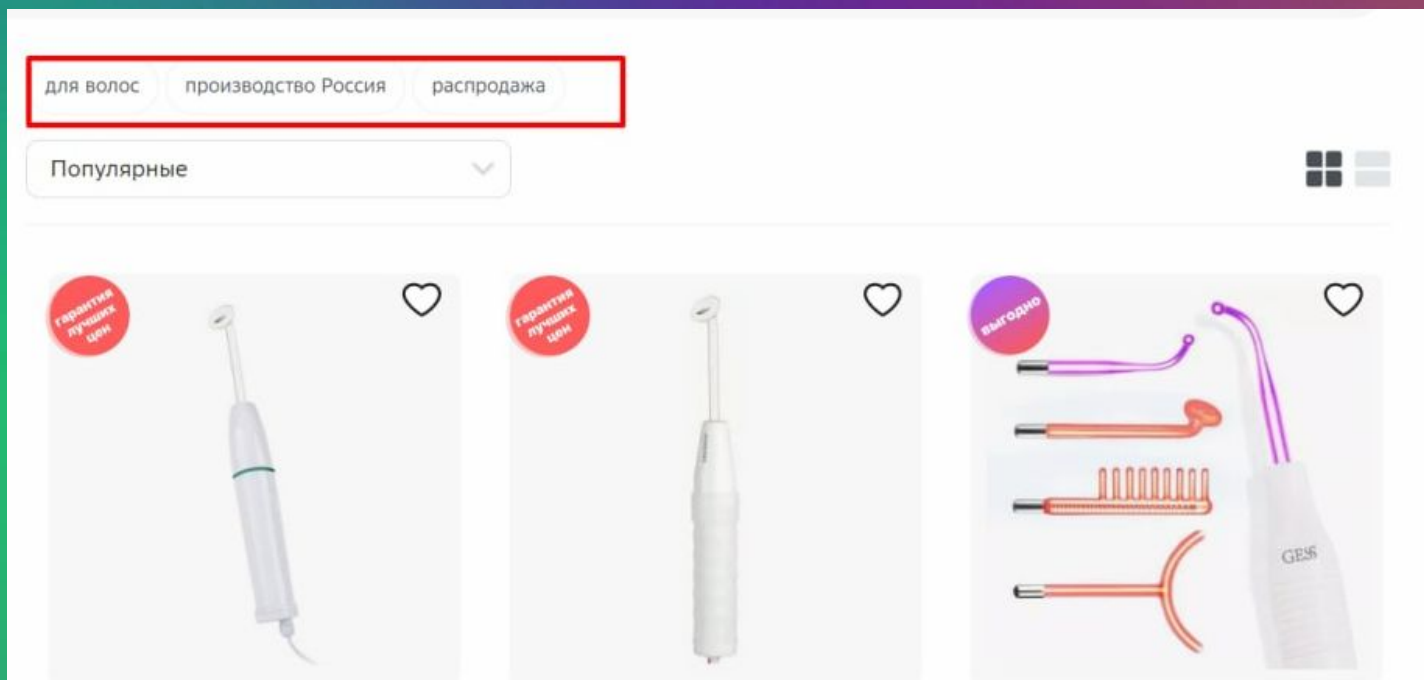 для волос производство Россия распродажа
Популярные
гарантия
лучших
цен
гарантия
лучших
цен
выгодно
GESS